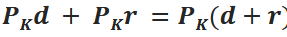 P_K d + P_K r = P_K(d + r)